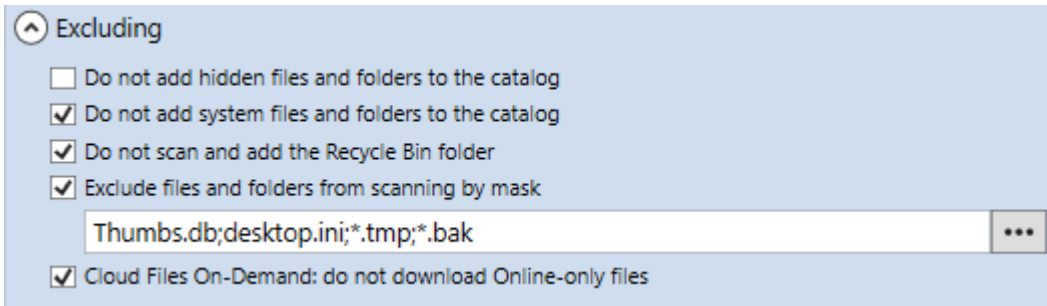 Excluding
Do not add hidden files and folders to the catalog
Do not add system files and folders to the catalog
Do not scan and add the Recycle Bin folder
Exclude files and folders from scanning by mask
Thumbs.db;desktop.ini;*.tmp;*.bak
Cloud Files On-Demand: do not download Online-only files